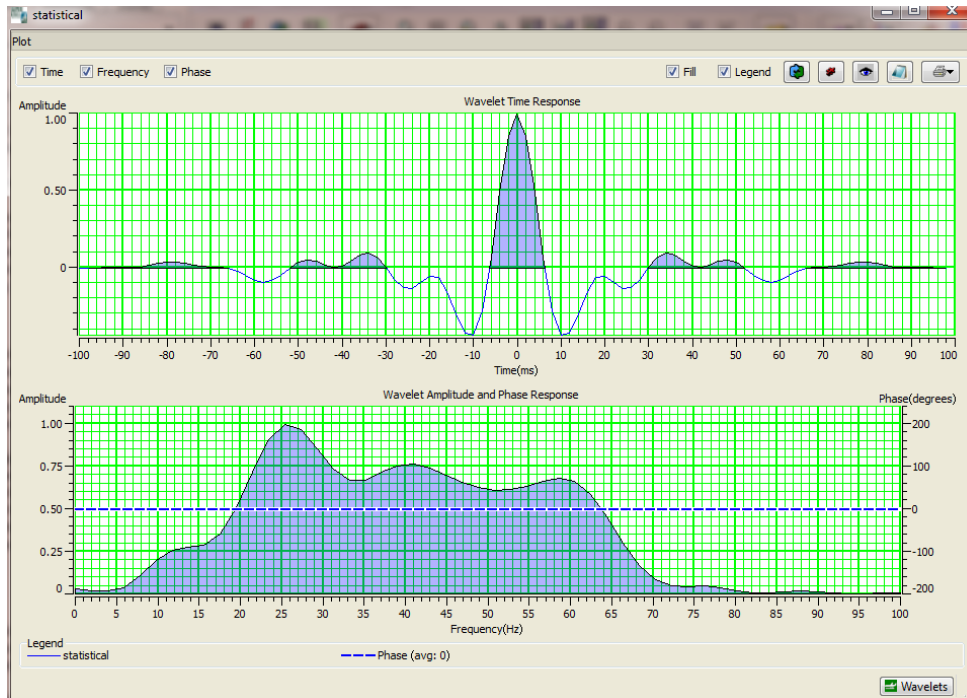 statistical
Plot
Time Frequency Phase Fill Legend
Wavelet Time Response
Amplitude
1.00
0.50
0
-100 -90 -80 -70 -60 -50 -40 -30 -20 -10 0 10 20 30 40 50 60 70 80 90 100
Time(ms)
Wavelet Amplitude and Phase Response
Amplitude Phase(degrees)
1.00 200
0.75 100
0.50 0
0.25 -100
0 -200
0 5 10 15 20 25 30 35 40 45 50 55 60 65 70 75 80 85 90 95 100
Frequency(Hz)
Legend
statistical Phase (avg: 0)
Wavelets